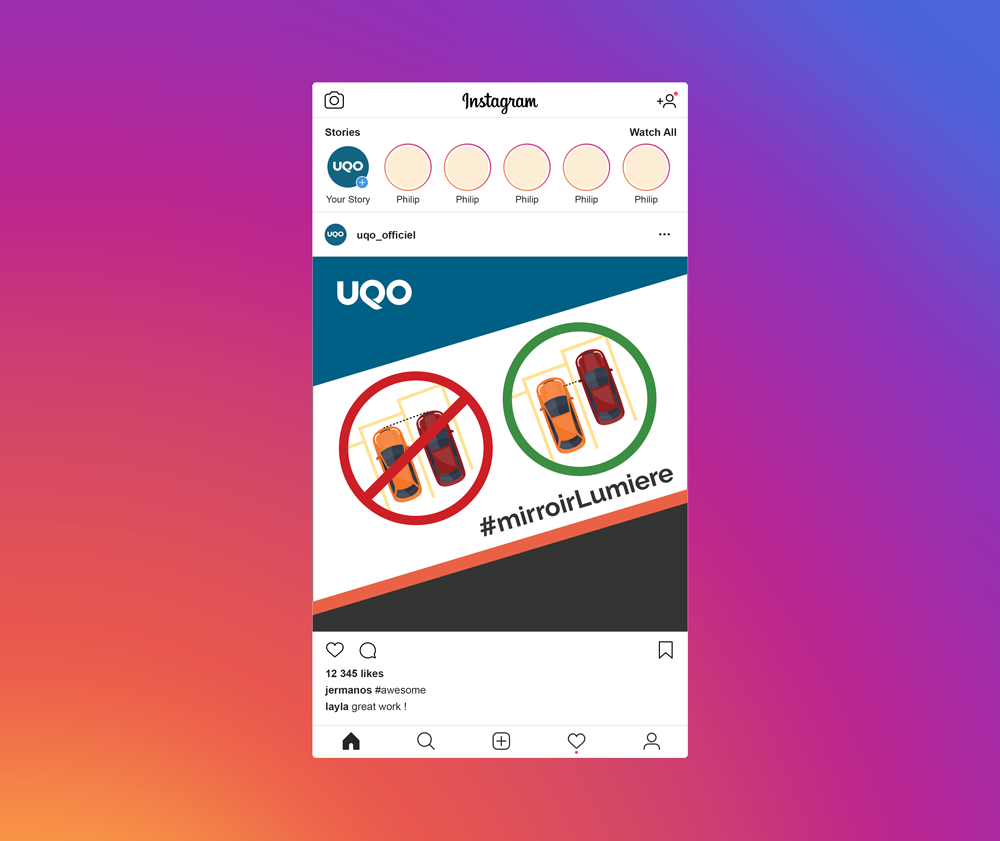 Instagram
Stories Watch All
UQO
Your Story Philip Philip Philip Philip Philip
UQO uqo_officiel
UQO
#mirroirLumiere
12 345 likes
jermanos #awesome
layla great work !